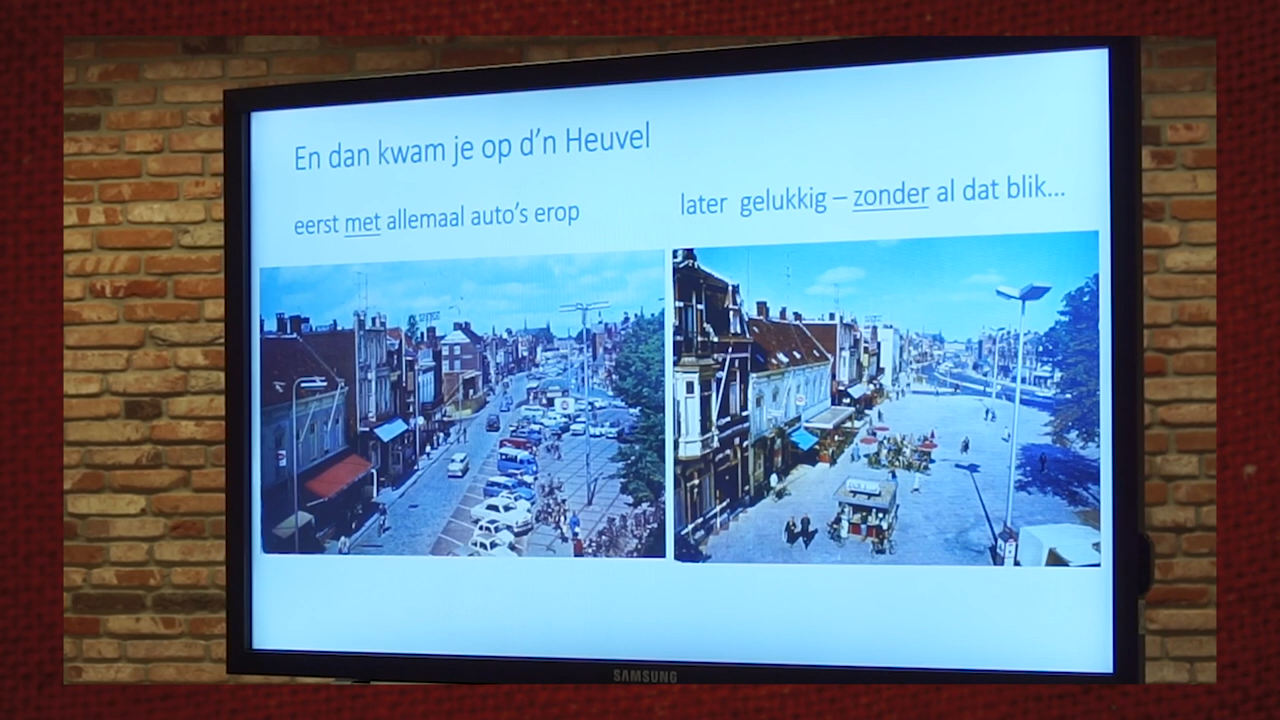 En dan kwam je op d'n Heuvel
eerst met allemaal auto's erop
later gelukkig – zonder al dat blik...
SAMSUNG